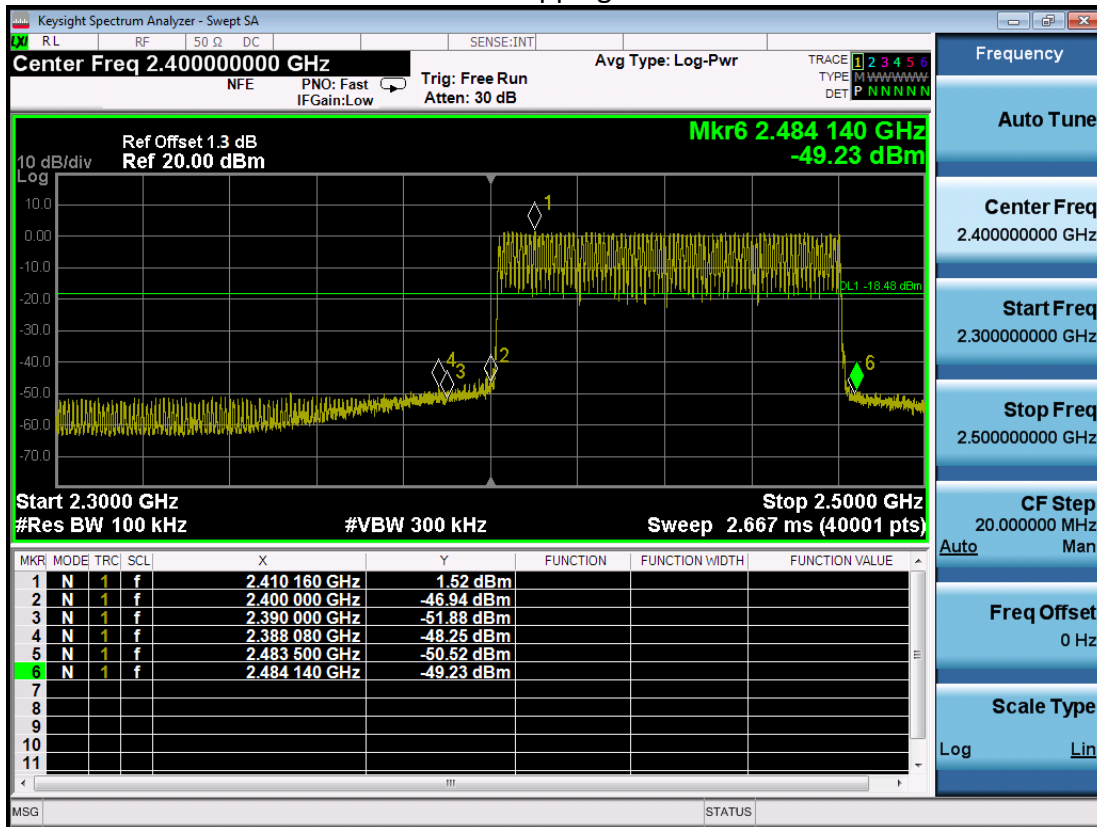 Keysight Spectrum Analyzer - Swept SA
LXI RL RF 50 Ω DC SENSE:INT
Center Freq 2.400000000 GHz
NFE PNO: Fast IFGain:Low
Trig: Free Run
Atten: 30 dB
Avg Type: Log-Pwr
TRACE 1 2 3 4 5 6
TYPE M WWWWW
DET P N N N N N
Ref Offset 1.3 dB
10 dB/div Ref 20.00 dBm
Log
Mkr6 2.484 140 GHz
-49.23 dBm
10.0
0.00
-10.0
-20.0
-30.0
-40.0
-50.0
-60.0
-70.0
1
DL1 -18.48 dBm
4
3
2
6
Start 2.3000 GHz Stop 2.5000 GHz
#Res BW 100 kHz #VBW 300 kHz Sweep 2.667 ms (40001 pts)
MKR MODE TRC SCL X Y FUNCTION FUNCTION WIDTH FUNCTION VALUE
1 N 1 f 2.410 160 GHz 1.52 dBm
2 N 1 f 2.400 000 GHz -46.94 dBm
3 N 1 f 2.390 000 GHz -51.88 dBm
4 N 1 f 2.388 080 GHz -48.25 dBm
5 N 1 f 2.483 500 GHz -50.52 dBm
6 N 1 f 2.484 140 GHz -49.23 dBm
7
8
9
10
11
MSG STATUS
Frequency
Auto Tune
Center Freq
2.400000000 GHz
Start Freq
2.300000000 GHz
Stop Freq
2.500000000 GHz
CF Step
20.000000 MHz
Auto Man
Freq Offset
0 Hz
Scale Type
Log Lin